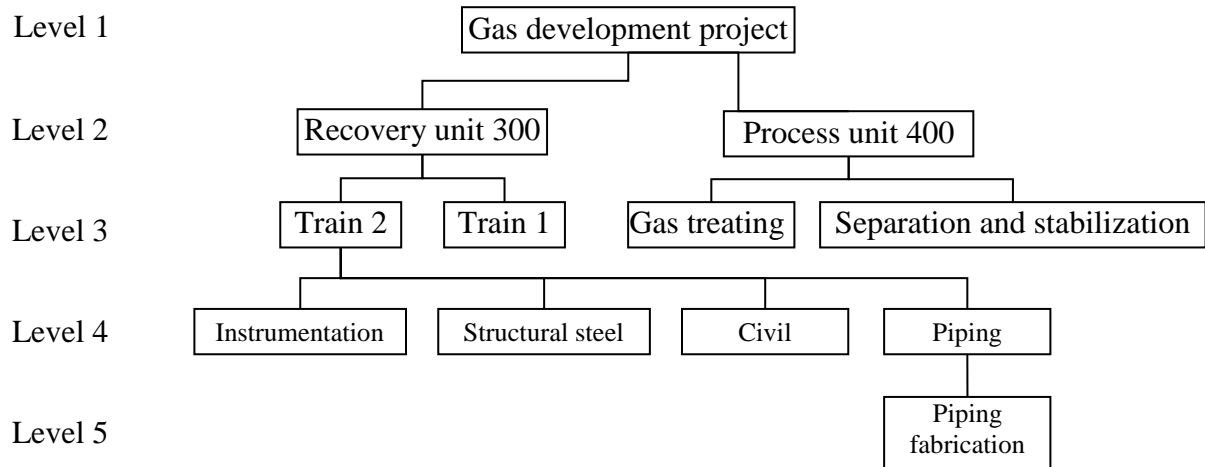 Level 1
Gas development project
Level 2
Recovery unit 300
Process unit 400
Level 3
Train 2
Train 1
Gas treating
Separation and stabilization
Level 4
Instrumentation
Structural steel
Civil
Piping
Level 5
Piping
fabrication